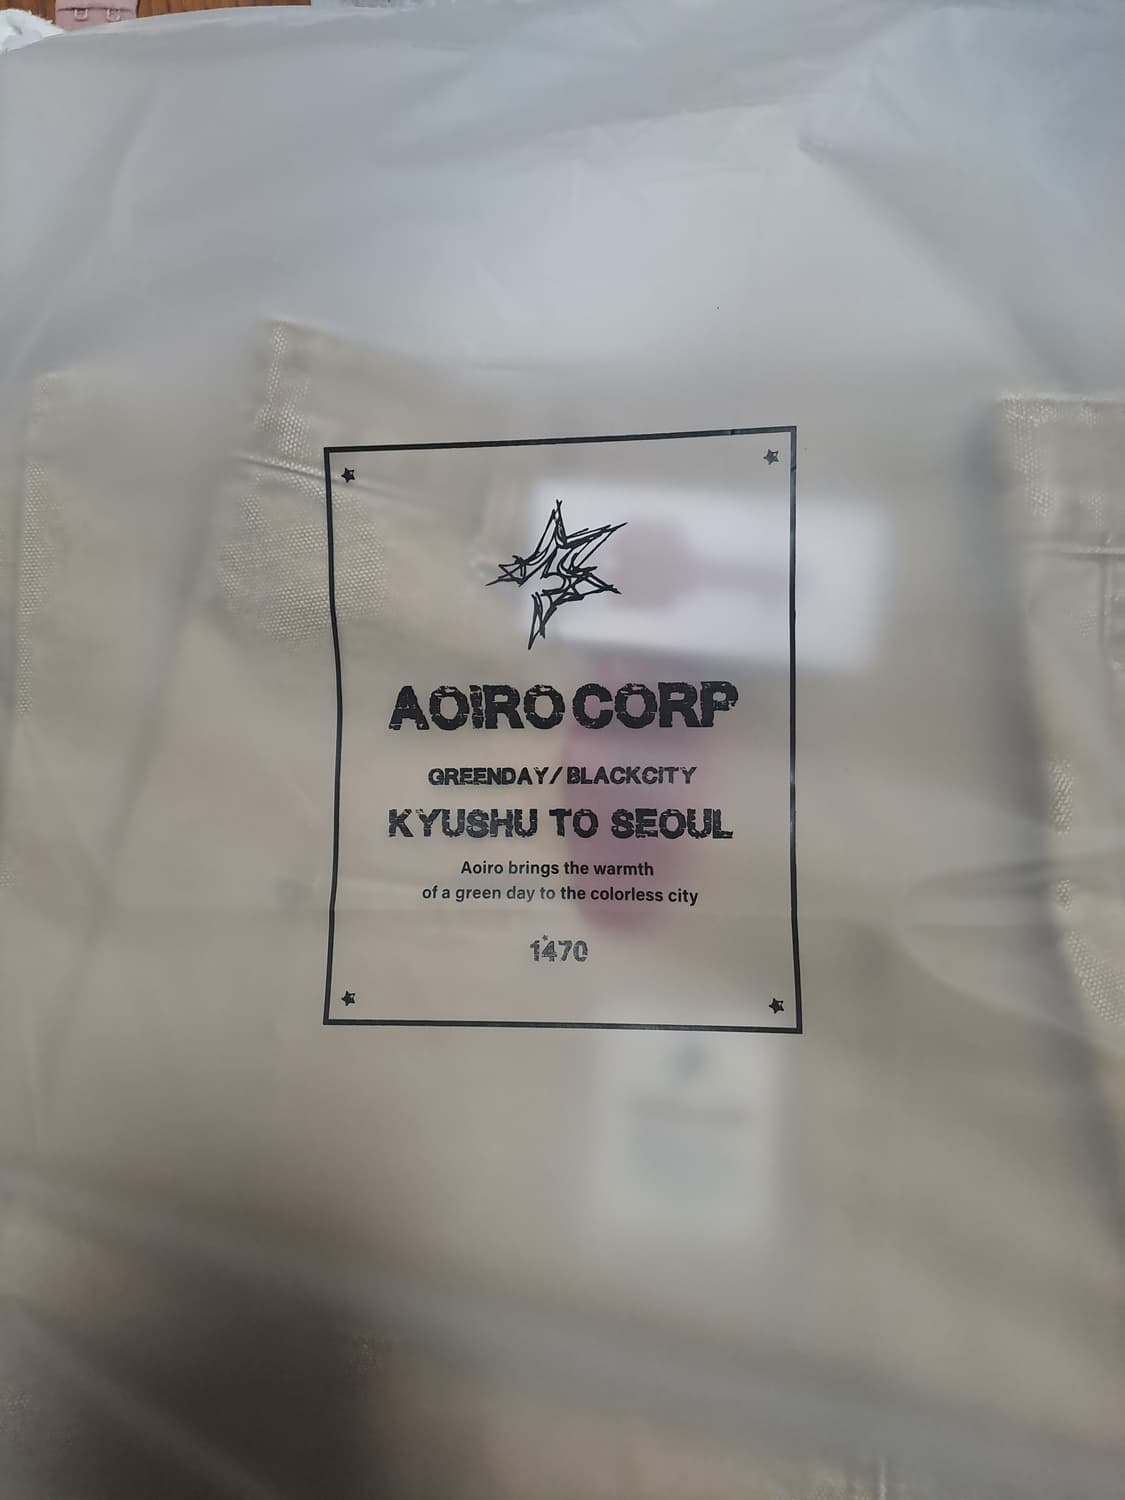 AOIRO CORP
GREENDAY/BLACKCITY
KYUSHU TO SEOUL
Aoiro brings the warmth
of a green day to the colorless city
1470